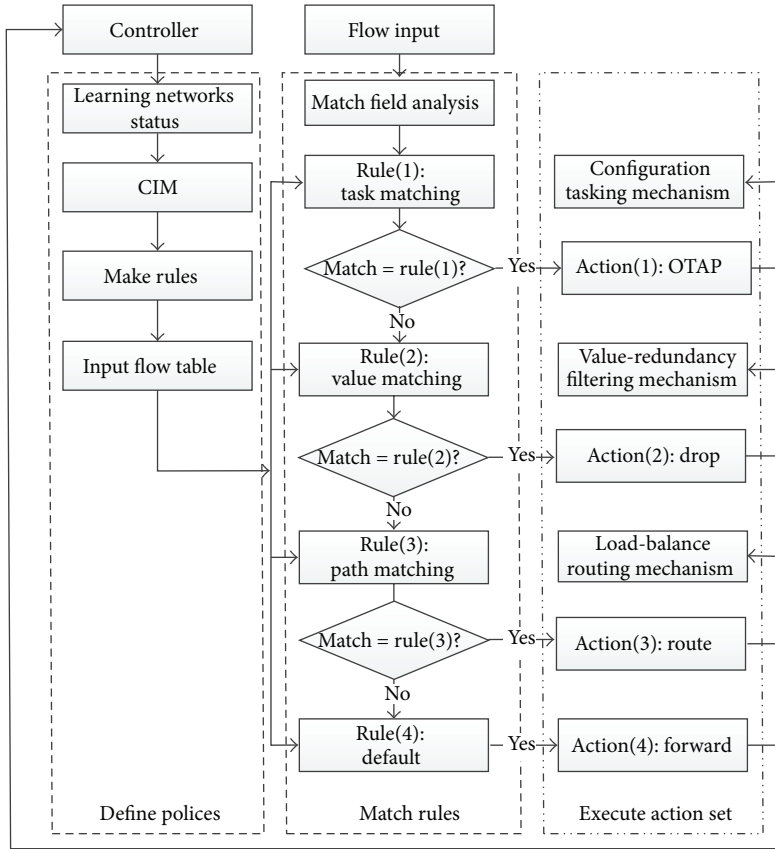 Controller
Learning networks
status
CIM
Make rules
Input flow table
Define polices
Flow input
Match field analysis
Rule(1):
task matching
Match = rule(1)?
Yes
No
Rule(2):
value matching
Match = rule(2)?
Yes
No
Rule(3):
path matching
Match = rule(3)?
Yes
No
Rule(4):
default
Yes
Match rules
Configuration
tasking mechanism
Action(1): OTAP
Value-redundancy
filtering mechanism
Action(2): drop
Load-balance
routing mechanism
Action(3): route
Action(4): forward
Execute action set